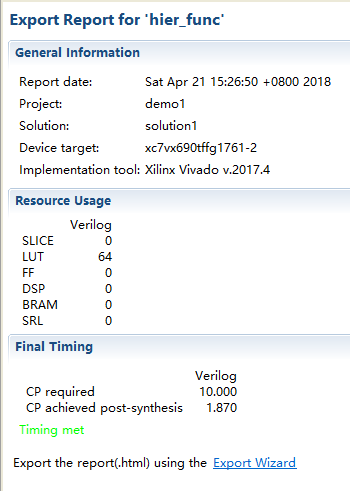 Export Report for 'hier_func'
General Information
Report date: Sat Apr 21 15:26:50 +0800 2018
Project: demo1
Solution: solution1
Device target: xc7vx690tffg1761-2
Implementation tool: Xilinx Vivado v.2017.4
Resource Usage
Verilog
SLICE 0
LUT 64
FF 0
DSP 0
BRAM 0
SRL 0
Final Timing
Verilog
CP required 10.000
CP achieved post-synthesis 1.870
Timing met
Export the report(.html) using the Export Wizard